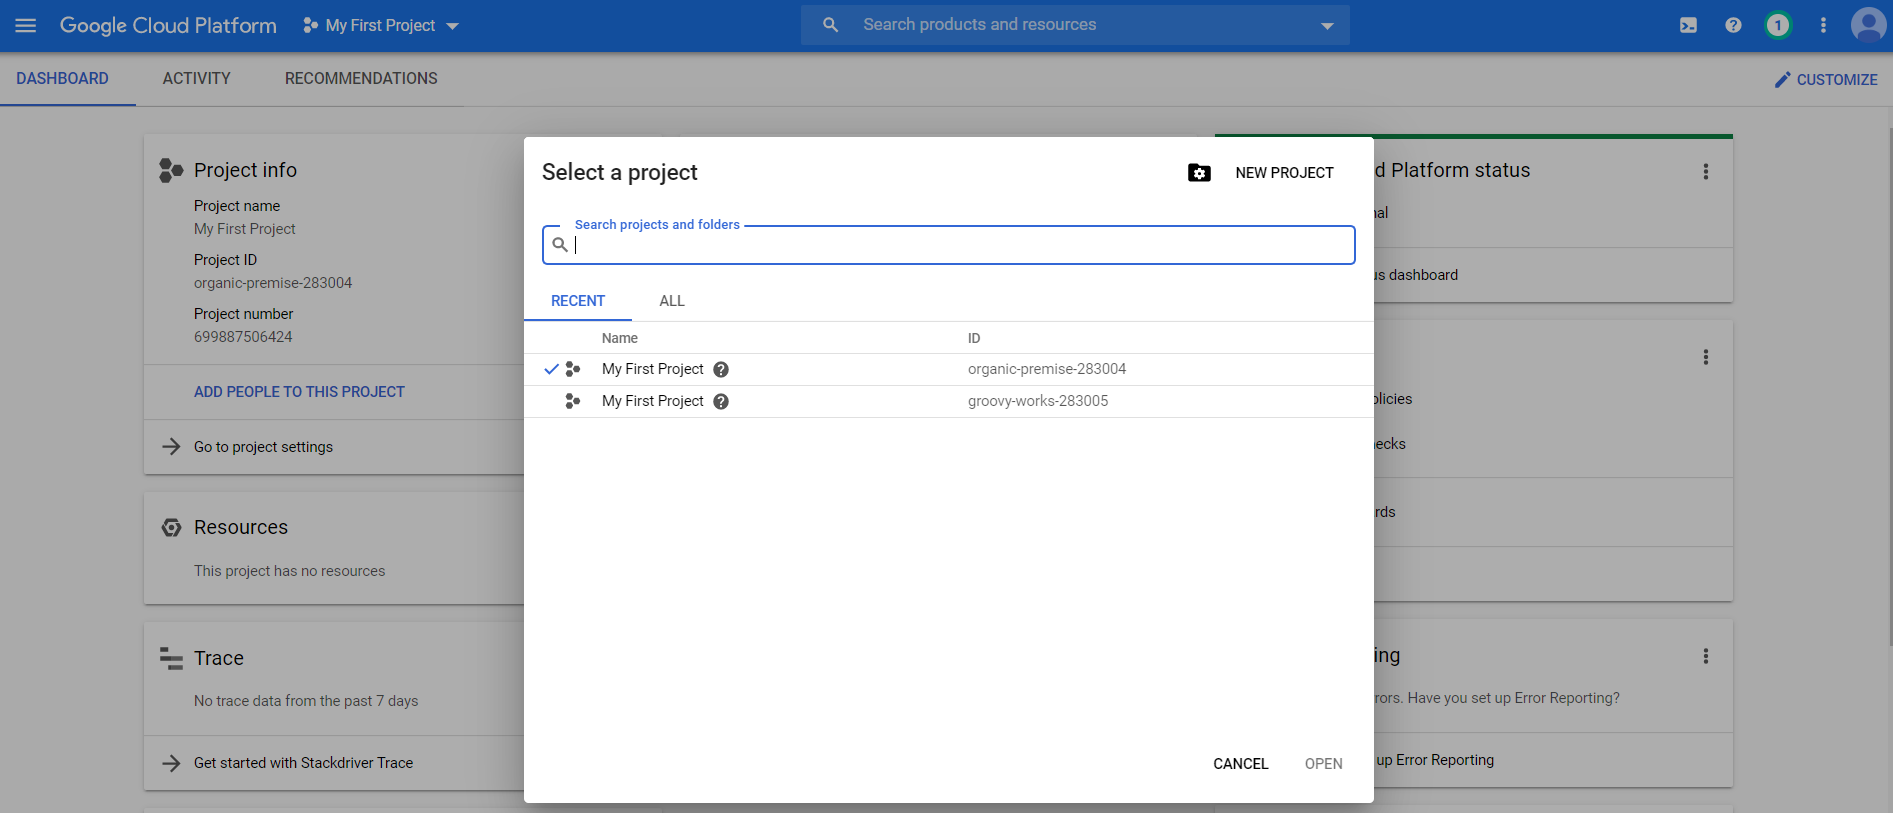 Google Cloud Platform
My First Project
Search products and resources
1
DASHBOARD
ACTIVITY
RECOMMENDATIONS
CUSTOMIZE
Project info
Project name
My First Project
Project ID
organic-premise-283004
Project number
699887506424
ADD PEOPLE TO THIS PROJECT
Go to project settings
Resources
This project has no resources
Trace
No trace data from the past 7 days
Get started with Stackdriver Trace
Select a project
NEW PROJECT
Search projects and folders
RECENT
ALL
Name
ID
My First Project
organic-premise-283004
My First Project
groovy-works-283005
CANCEL
OPEN
d Platform status
nal
us dashboard
olicies
ecks
rds
ing
rors. Have you set up Error Reporting?
up Error Reporting